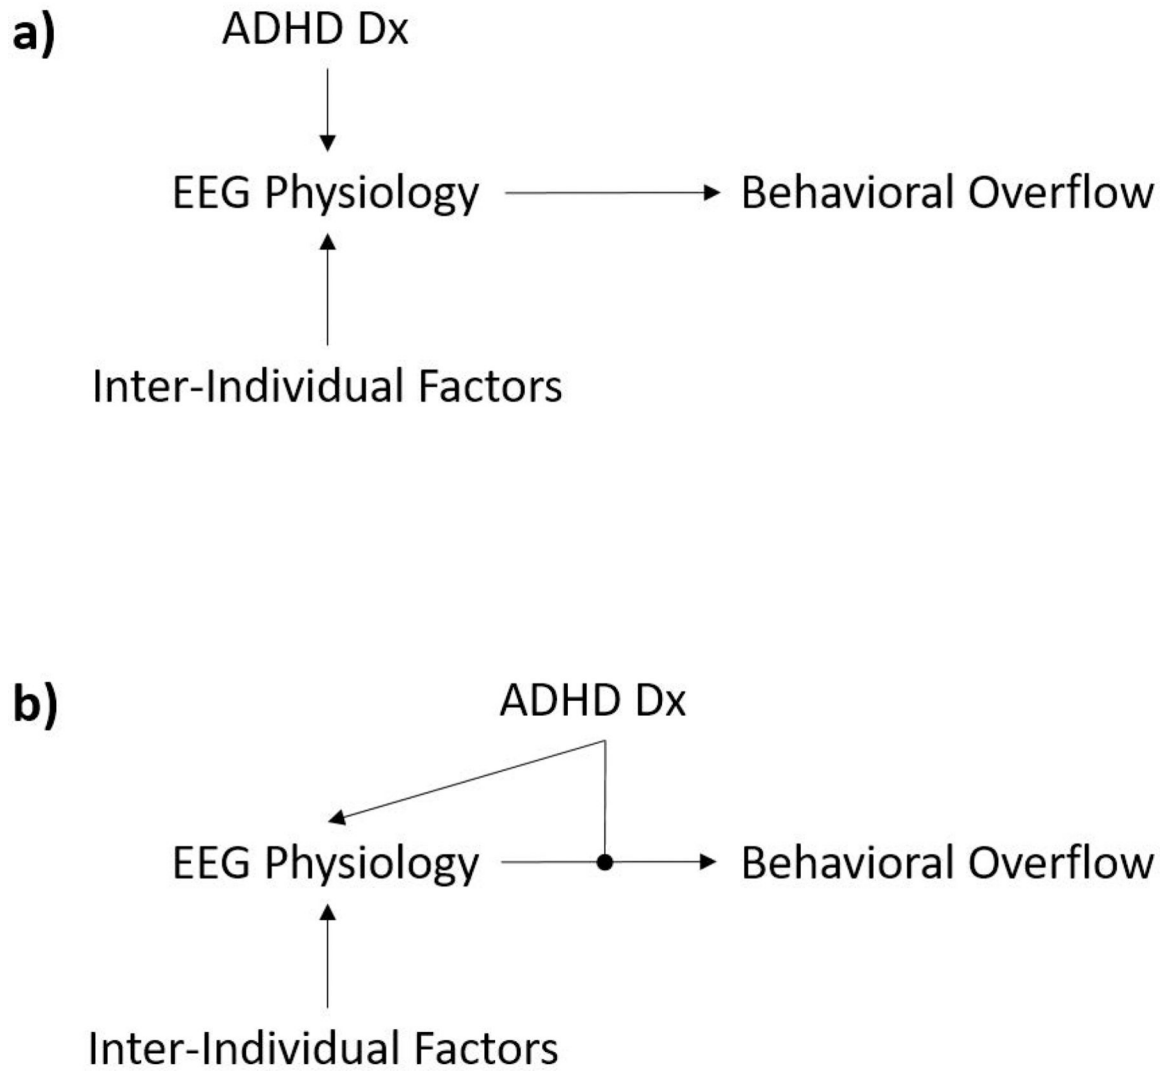 a)
ADHD Dx
EEG Physiology
Behavioral Overflow
Inter-Individual Factors
b)
ADHD Dx
EEG Physiology
Behavioral Overflow
Inter-Individual Factors